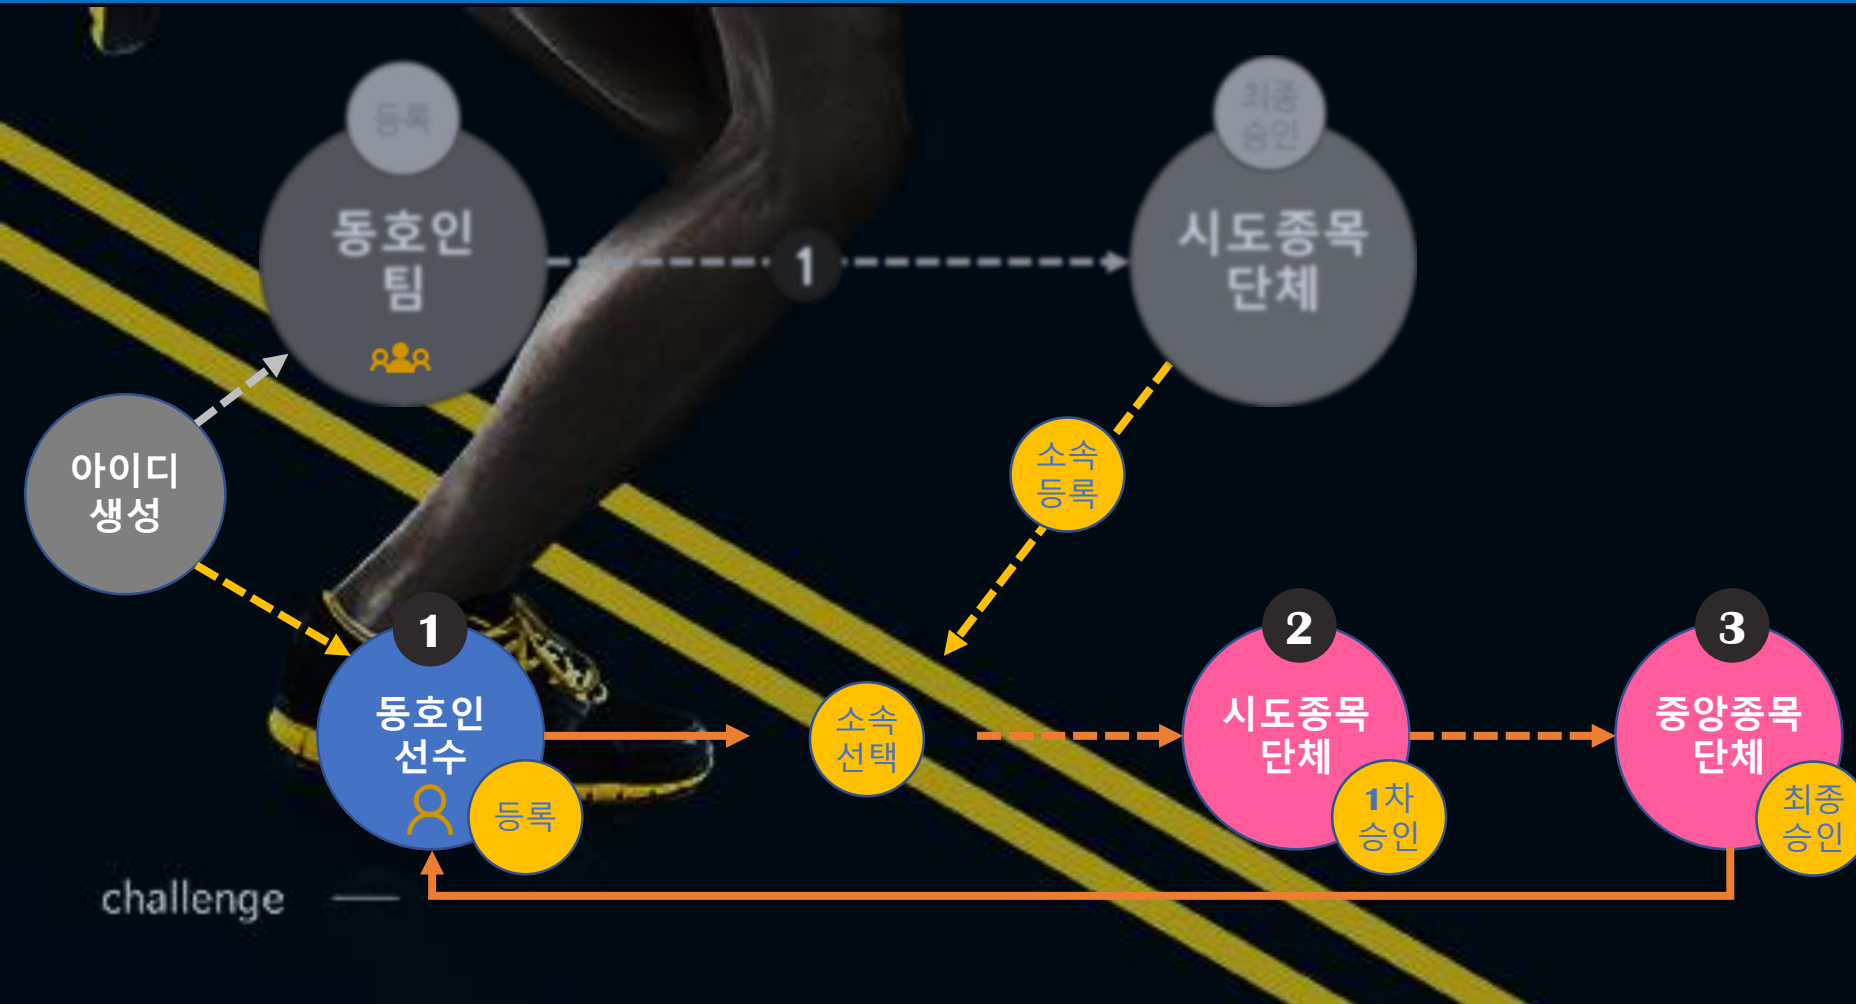 등록
최종
승인
동호인
팀
1
시도종목
단체
소속
등록
아이디
생성
1
동호인
선수
등록
소속
선택
2
시도종목
단체
1차
승인
3
중앙종목
단체
최종
승인
challenge